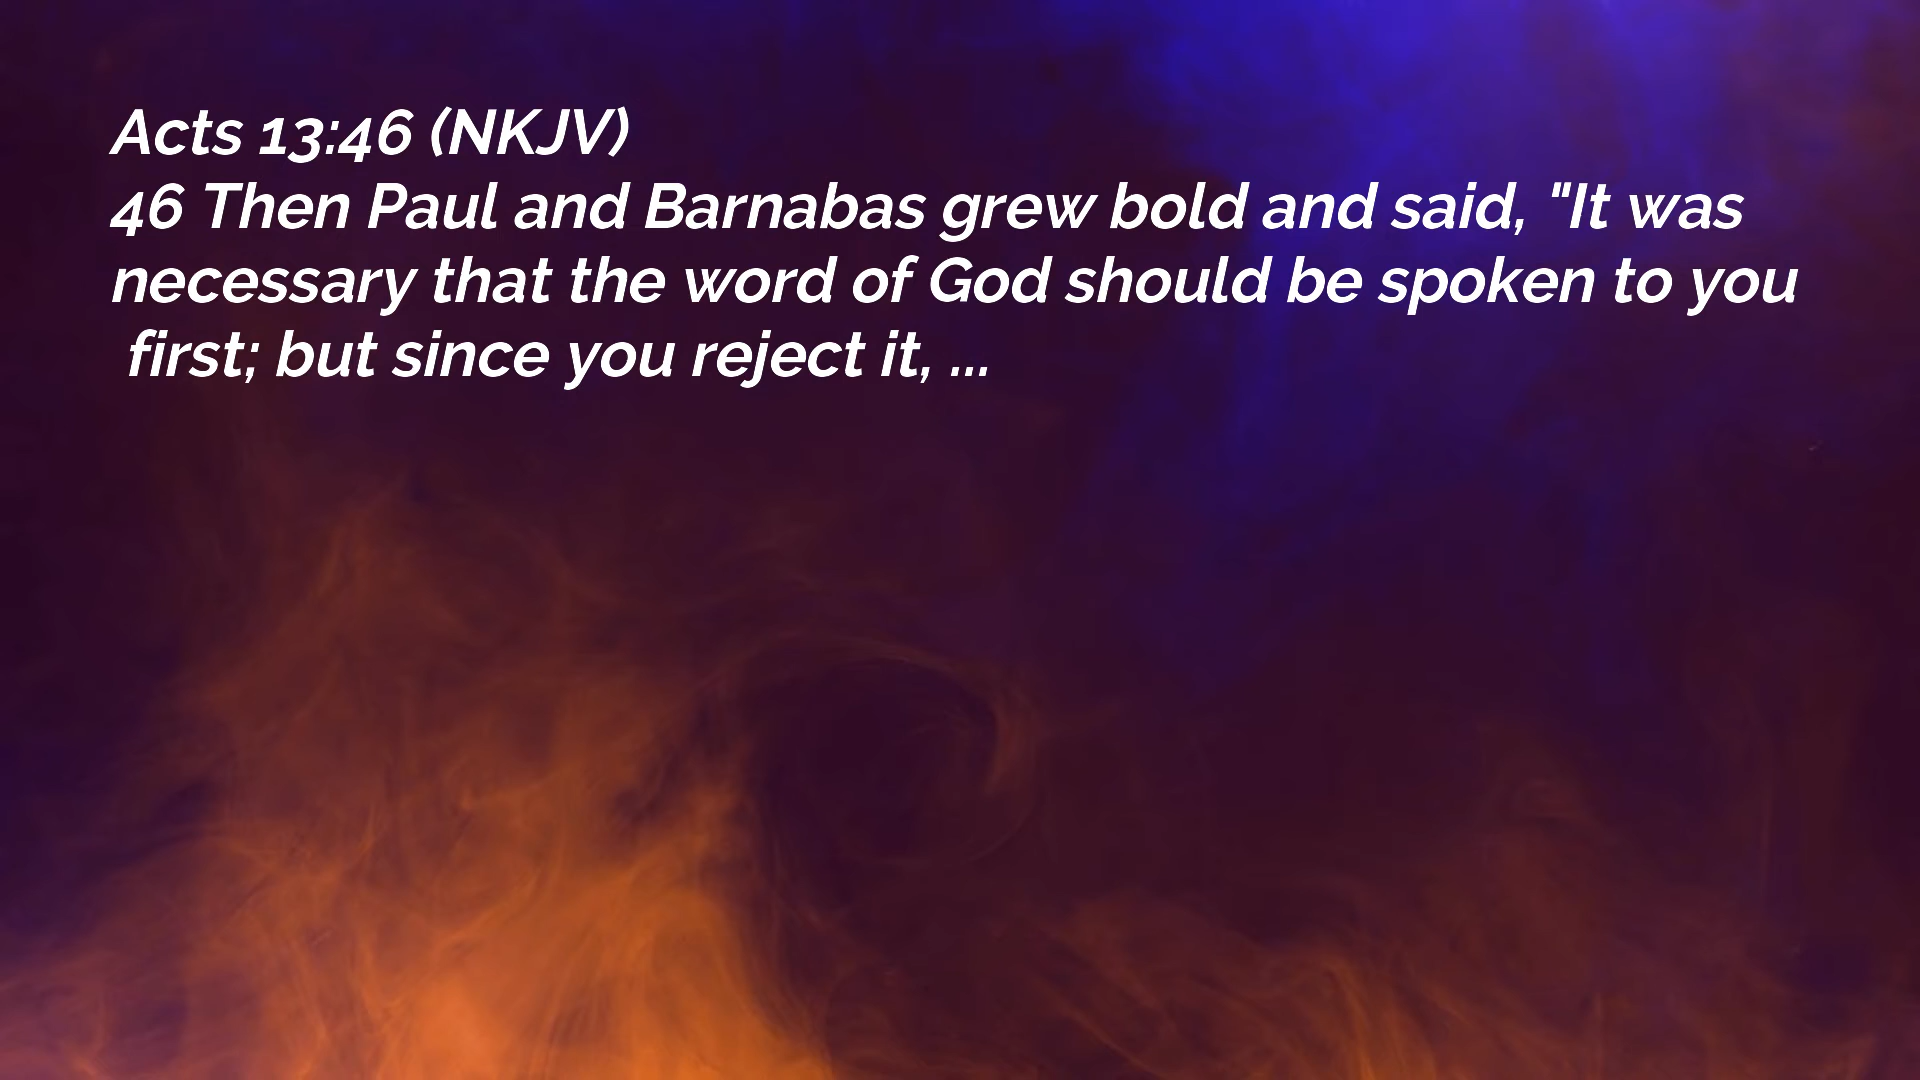 Acts 13:46 (NKJV)
46 Then Paul and Barnabas grew bold and said, "It was
necessary that the word of God should be spoken to you
first; but since you reject it, ...